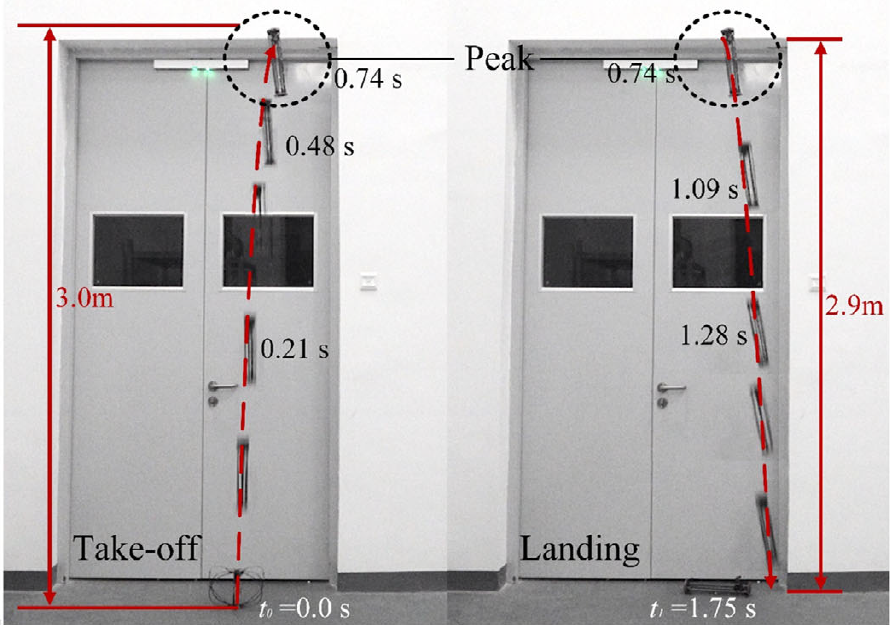 Peak
0.74 s
0.74 s
0.48 s
1.09 s
3.0m
2.9m
0.21 s
1.28 s
Take-off
Landing
t₀ =0.0 s
t₁ =1.75 s